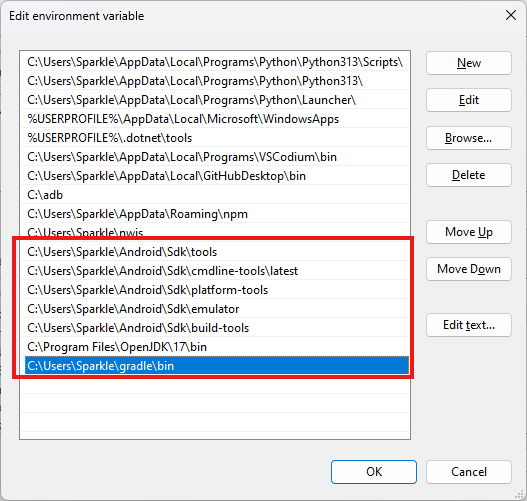 Edit environment variable
C:\Users\Sparkle\AppData\Local\Programs\Python\Python313\Scripts\
C:\Users\Sparkle\AppData\Local\Programs\Python\Python313\
C:\Users\Sparkle\AppData\Local\Programs\Python\Launcher\
%USERPROFILE%\AppData\Local\Microsoft\WindowsApps
%USERPROFILE%\.dotnet\tools
C:\Users\Sparkle\AppData\Local\Programs\VSCodium\bin
C:\Users\Sparkle\AppData\Local\GitHubDesktop\bin
C:\adb
C:\Users\Sparkle\AppData\Roaming\npm
C:\Users\Sparkle\nwjs
C:\Users\Sparkle\Android\Sdk\tools
C:\Users\Sparkle\Android\Sdk\cmdline-tools\latest
C:\Users\Sparkle\Android\Sdk\platform-tools
C:\Users\Sparkle\Android\Sdk\emulator
C:\Users\Sparkle\Android\Sdk\build-tools
C:\Program Files\OpenJDK\17\bin
C:\Users\Sparkle\gradle\bin
New
Edit
Browse...
Delete
Move Up
Move Down
Edit text...
OK
Cancel